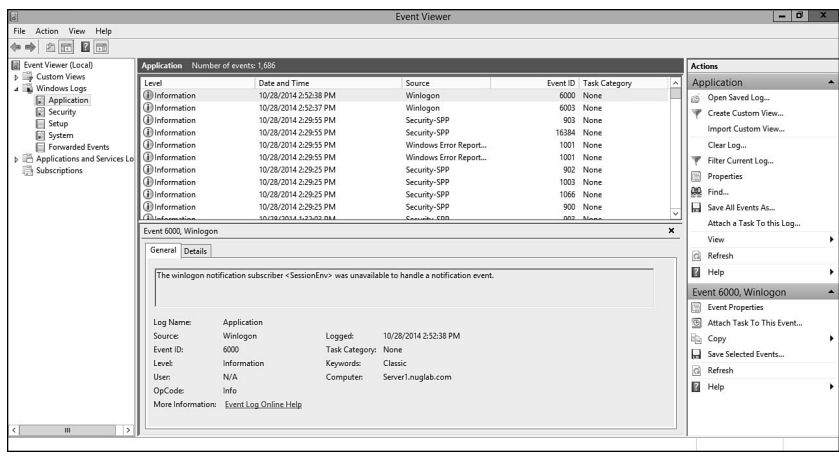 Event Viewer
File Action View Help
Event Viewer (Local)
Custom Views
Windows Logs
Application
Security
Setup
System
Forwarded Events
Applications and Services Lo
Subscriptions
Application Number of events: 1,686
Level Date and Time Source Event ID Task Category
Information 10/28/2014 2:52:38 PM Winlogon 6000 None
Information 10/28/2014 2:52:37 PM Winlogon 6003 None
Information 10/28/2014 2:29:55 PM Security-SPP 903 None
Information 10/28/2014 2:29:55 PM Security-SPP 16384 None
Information 10/28/2014 2:29:55 PM Windows Error Report... 1001 None
Information 10/28/2014 2:29:55 PM Windows Error Report... 1001 None
Information 10/28/2014 2:29:25 PM Security-SPP 902 None
Information 10/28/2014 2:29:25 PM Security-SPP 1003 None
Information 10/28/2014 2:29:25 PM Security-SPP 1066 None
Information 10/28/2014 2:29:25 PM Security-SPP 900 None
Information 10/28/2014 1:32:03 PM Security-SPP 903 None
Event 6000, Winlogon
General Details
The winlogon notification subscriber <SessionEnv> was unavailable to handle a notification event.
Log Name: Application
Source: Winlogon Logged: 10/28/2014 2:52:38 PM
Event ID: 6000 Task Category: None
Level: Information Keywords: Classic
User: N/A Computer: Server1.nuglab.com
OpCode: Info
More Information: Event Log Online Help
Actions
Application
Open Saved Log...
Create Custom View...
Import Custom View...
Clear Log...
Filter Current Log...
Properties
Find...
Save All Events As...
Attach a Task To this Log...
View
Refresh
Help
Event 6000, Winlogon
Event Properties
Attach Task To This Event...
Copy
Save Selected Events...
Refresh
Help